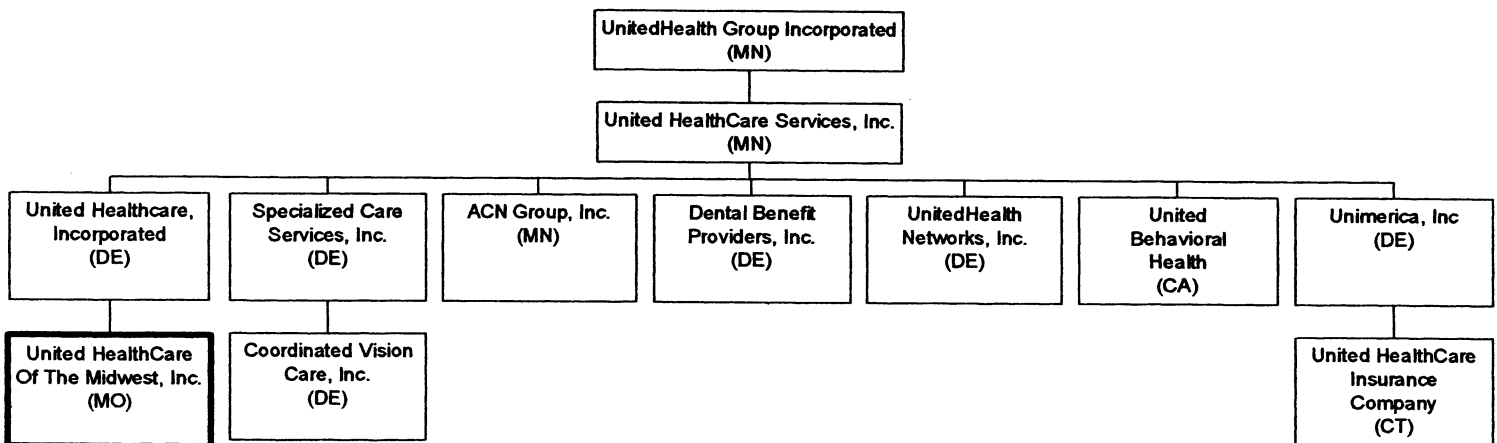 UnitedHealth Group Incorporated
(MN)
United HealthCare Services, Inc.
(MN)
United Healthcare,
Incorporated
(DE)
Specialized Care
Services, Inc.
(DE)
ACN Group, Inc.
(MN)
Dental Benefit
Providers, Inc.
(DE)
UnitedHealth
Networks, Inc.
(DE)
United
Behavioral
Health
(CA)
Unimerica, Inc
(DE)
United HealthCare
Of The Midwest, Inc.
(MO)
Coordinated Vision
Care, Inc.
(DE)
United HealthCare
Insurance
Company
(CT)